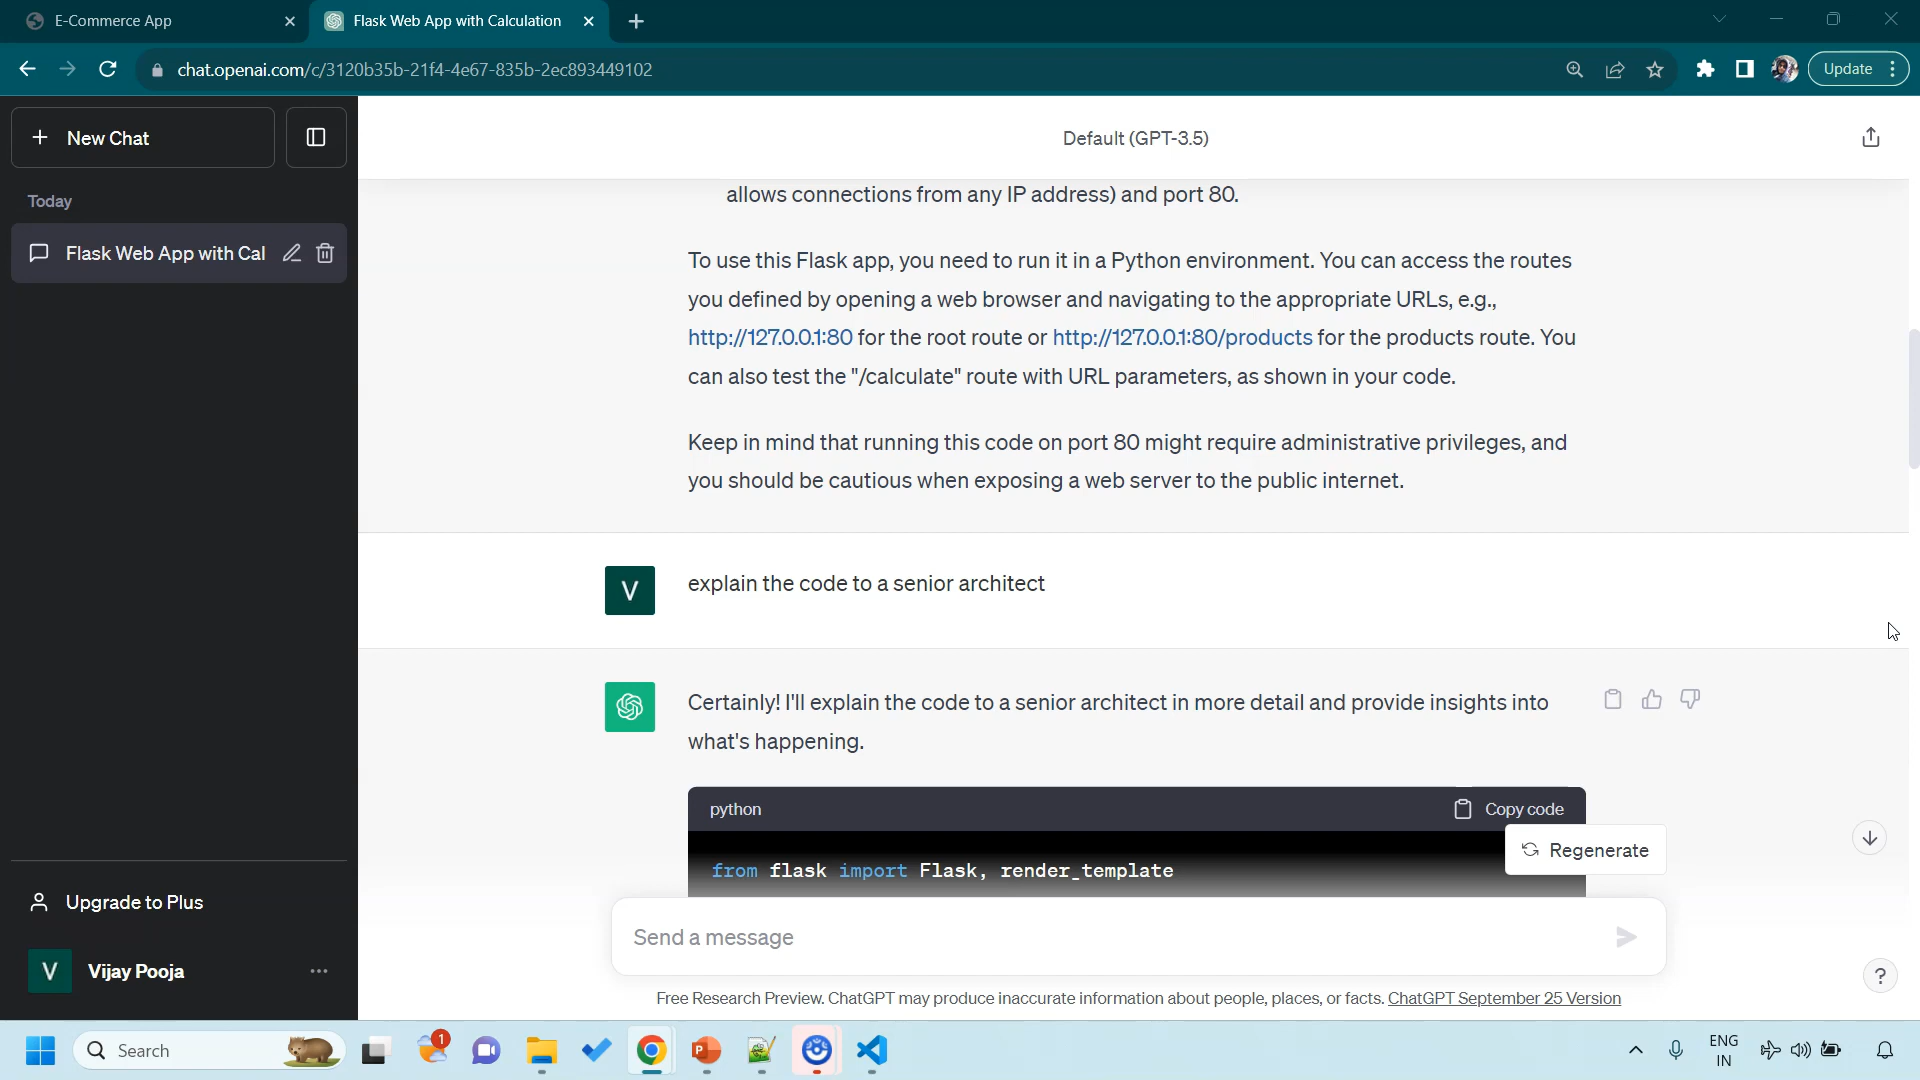 E-Commerce App
Flask Web App with Calculation
chat.openai.com/c/3120b35b-21f4-4e67-835b-2ec893449102
Update
New Chat
Default (GPT-3.5)
Today
Flask Web App with Cal
allows connections from any IP address) and port 80.
To use this Flask app, you need to run it in a Python environment. You can access the routes
you defined by opening a web browser and navigating to the appropriate URLs, e.g.,
http://127.0.0.1:80 for the root route or http://127.0.0.1:80/products for the products route. You
can also test the "/calculate" route with URL parameters, as shown in your code.
Keep in mind that running this code on port 80 might require administrative privileges, and
you should be cautious when exposing a web server to the public internet.
V
explain the code to a senior architect
Certainly! I'll explain the code to a senior architect in more detail and provide insights into
what's happening.
python
Copy code
from flask import Flask, render_template
Regenerate
Upgrade to Plus
V
Vijay Pooja
Send a message
?
Free Research Preview. ChatGPT may produce inaccurate information about people, places, or facts. ChatGPT September 25 Version
Search
1
P
ENG
IN